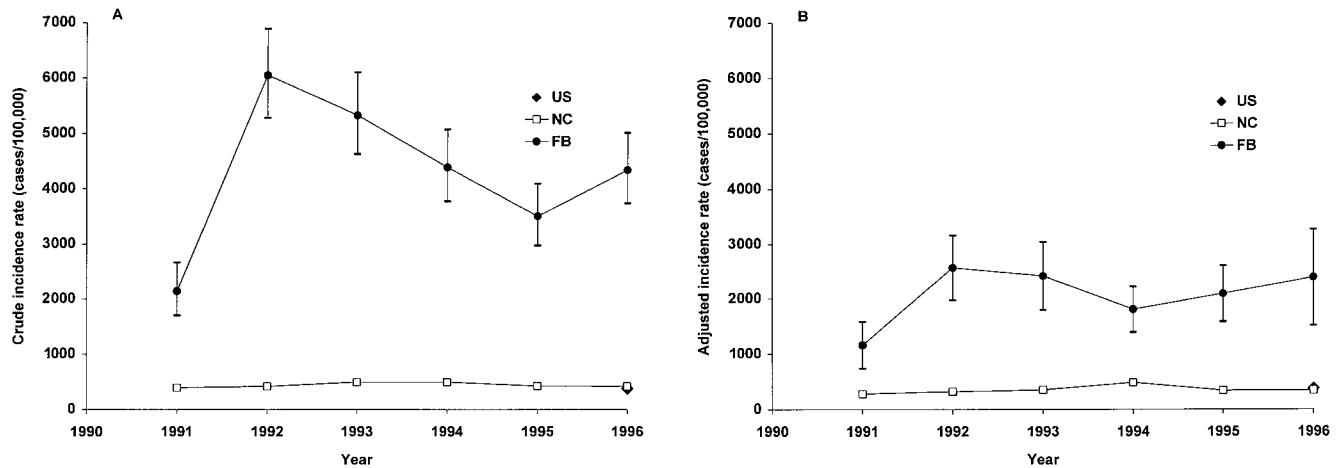 A
Crude incidence rate (cases/100,000)
7000
6000
5000
4000
3000
2000
1000
0
US
NC
FB
1990 1991 1992 1993 1994 1995 1996
Year
B
Adjusted incidence rate (cases/100,000)
7000
6000
5000
4000
3000
2000
1000
0
US
NC
FB
1990 1991 1992 1993 1994 1995 1996
Year